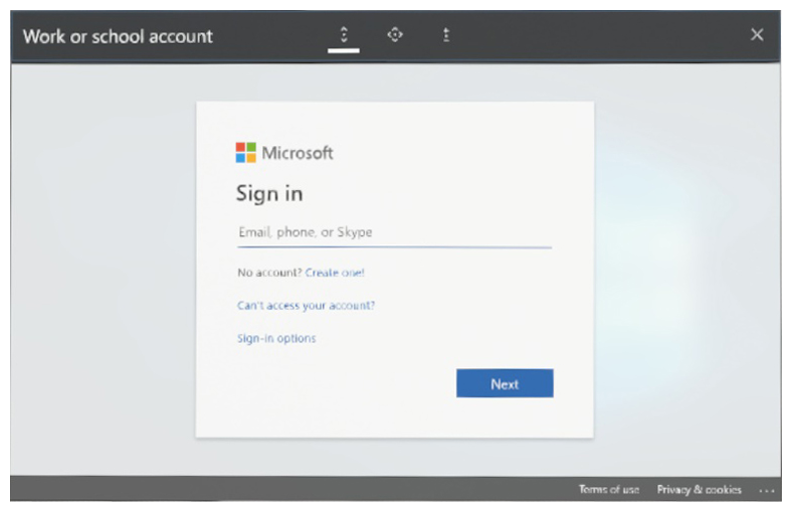 Work or school account
Microsoft
Sign in
Email, phone, or Skype
No account? Create one!
Can't access your account?
Sign-in options
Next
Terms of use Privacy & cookies ...